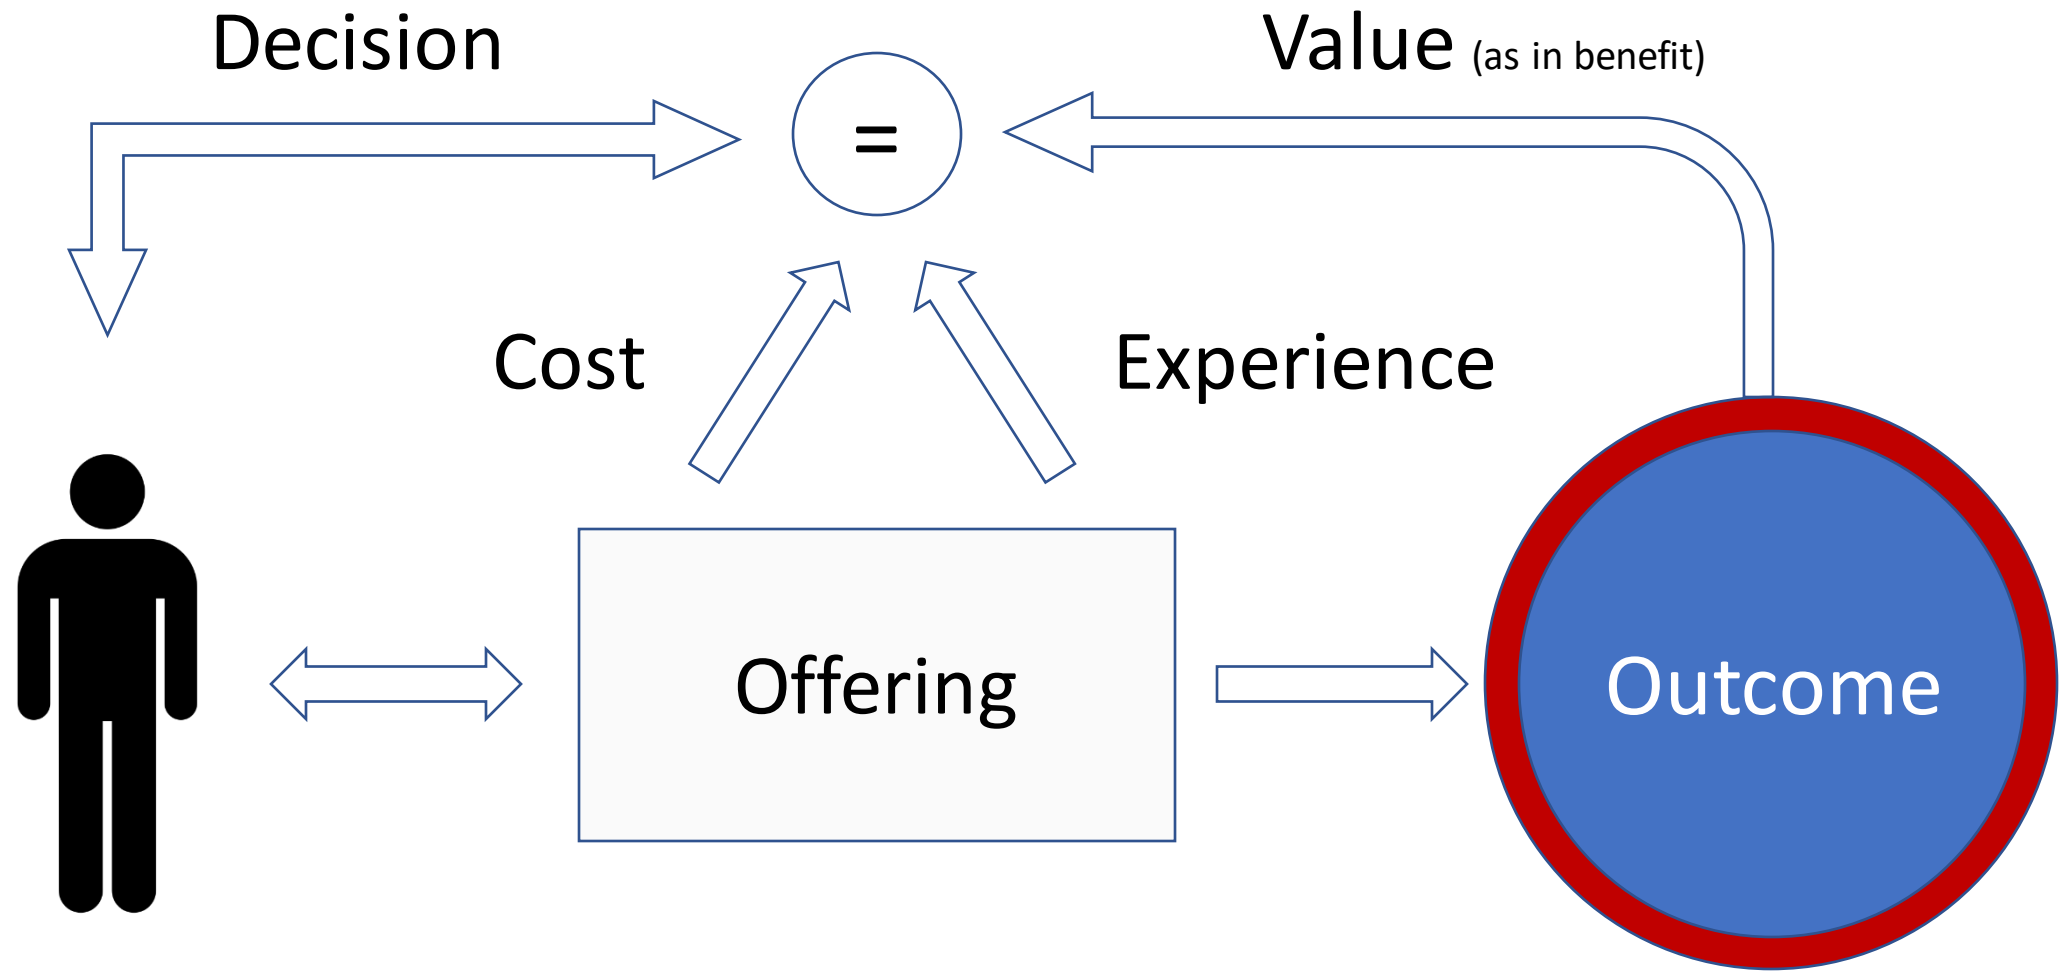 Decision
Value (as in benefit)
=
Cost
Experience
Offering
Outcome